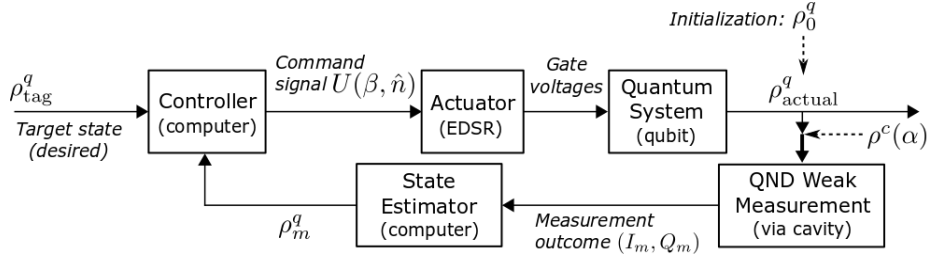 Initialization: ρ₀^q
ρ_tag^q
Target state
(desired)
Controller
(computer)
Command
signal U(β, n̂)
Actuator
(EDSR)
Gate
voltages
Quantum
System
(qubit)
ρ_actual^q
ρ^c(α)
QND Weak
Measurement
(via cavity)
Measurement
outcome (I_m, Q_m)
State
Estimator
(computer)
ρ_m^q